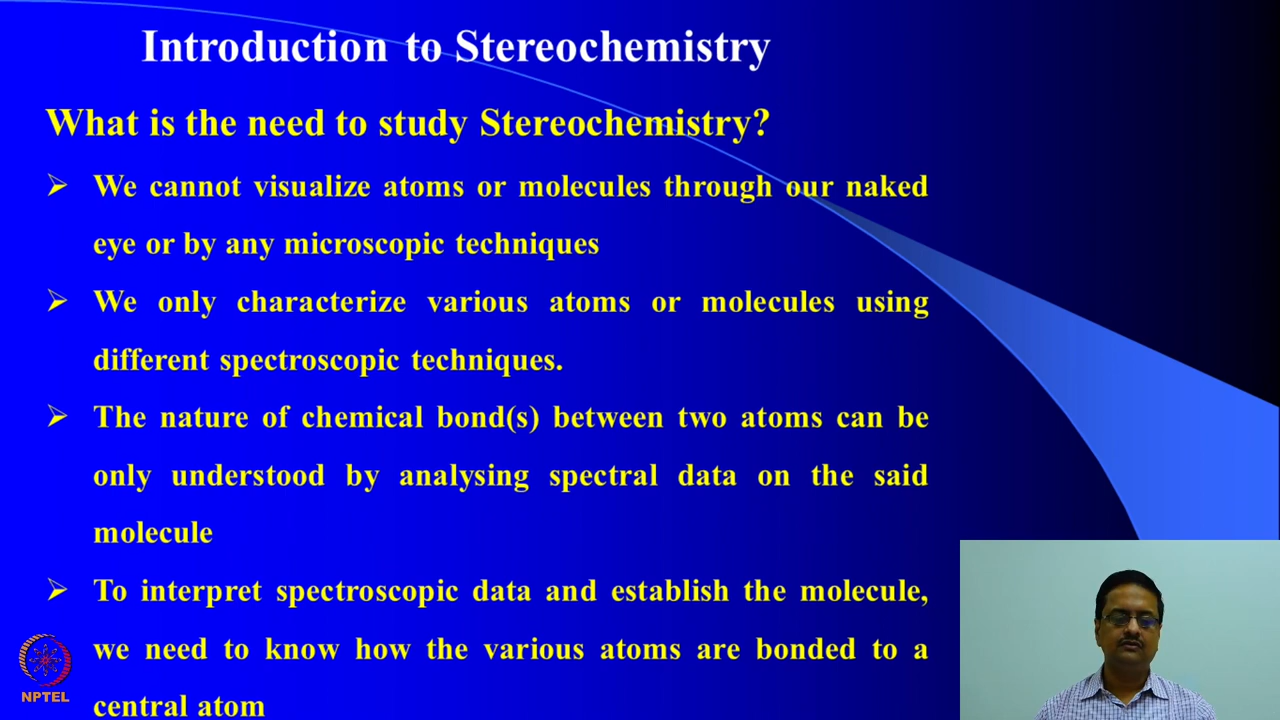 Introduction to Stereochemistry
What is the need to study Stereochemistry?
We cannot visualize atoms or molecules through our naked
eye or by any microscopic techniques
We only characterize various atoms or molecules using
different spectroscopic techniques.
The nature of chemical bond(s) between two atoms can be
only understood by analysing spectral data on the said
molecule
To interpret spectroscopic data and establish the molecule,
we need to know how the various atoms are bonded to a
central atom
NPTEL